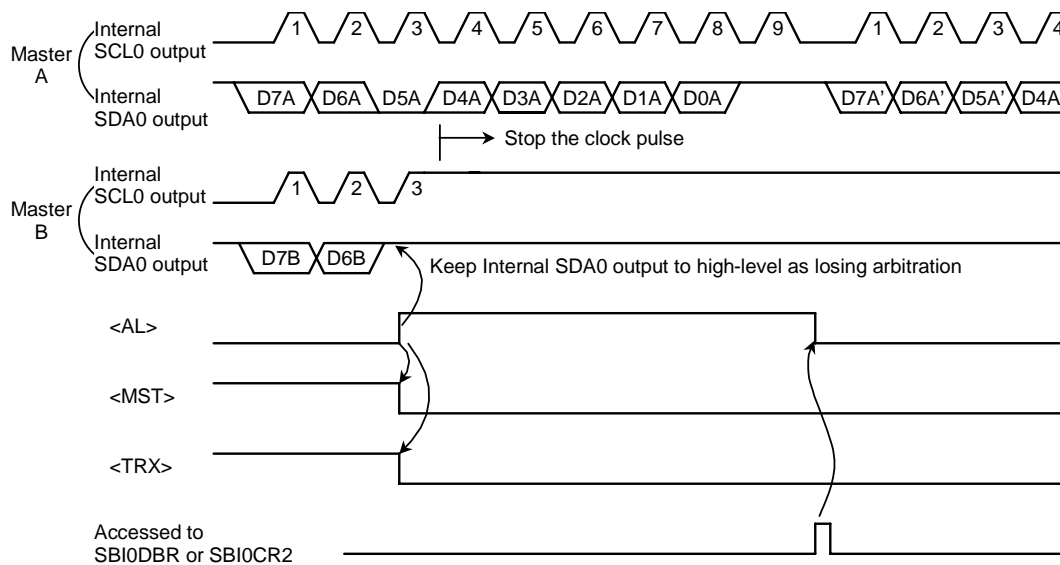 Master A
Internal SCL0 output
1 2 3 4 5 6 7 8 9 1 2 3 4
Internal SDA0 output
D7A D6A D5A D4A D3A D2A D1A D0A D7A' D6A' D5A' D4A
Stop the clock pulse
Master B
Internal SCL0 output
1 2 3
Internal SDA0 output
D7B D6B
Keep Internal SDA0 output to high-level as losing arbitration
<AL>
<MST>
<TRX>
Accessed to
SBI0DBR or SBI0CR2